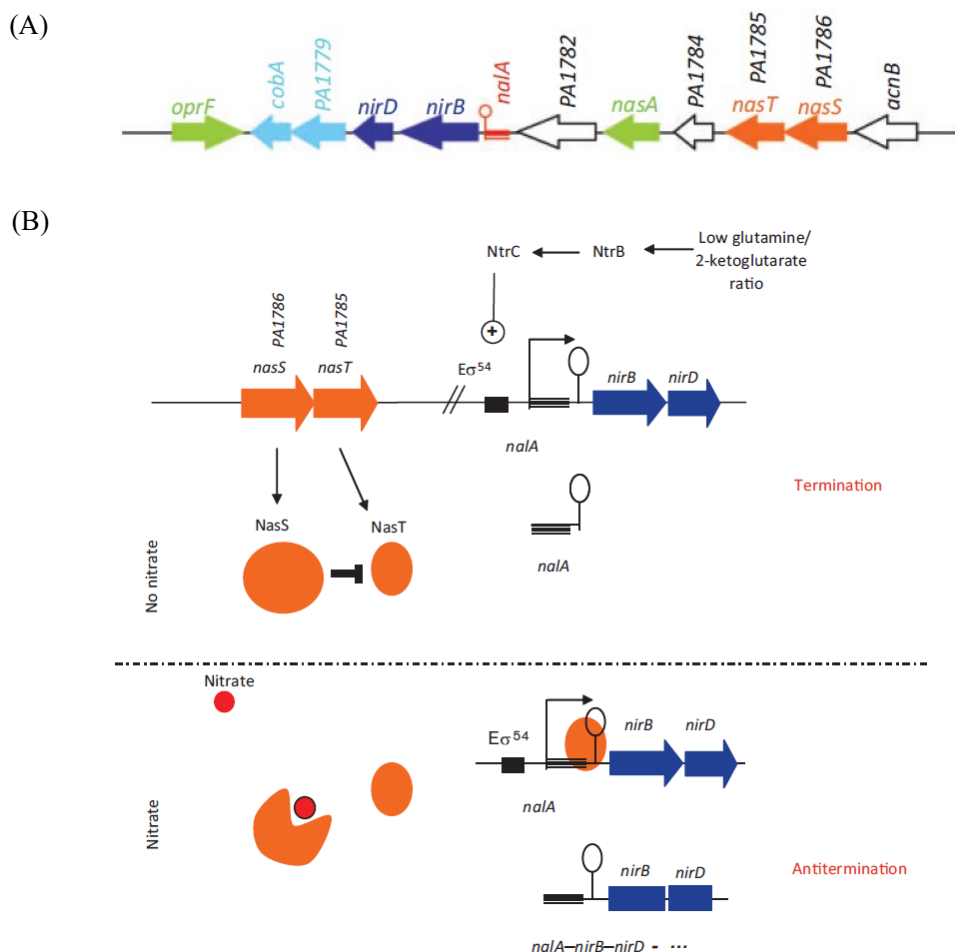 (A)
oprF
cobA
PA1779
nirD
nirB
nalA
PA1782
nasA
PA1784
nasT
PA1785
nasS
PA1786
acnB
(B)
NtrC
NtrB
Low glutamine/
2-ketoglutarate
ratio
PA1786
PA1785
nasS
nasT
+
Eσ54
nirB
nirD
nalA
Termination
NasS
NasT
nalA
No nitrate
Nitrate
Eσ54
nirB
nirD
nalA
Nitrate
nirB
nirD
Antitermination
nalA–nirB–nirD - ...